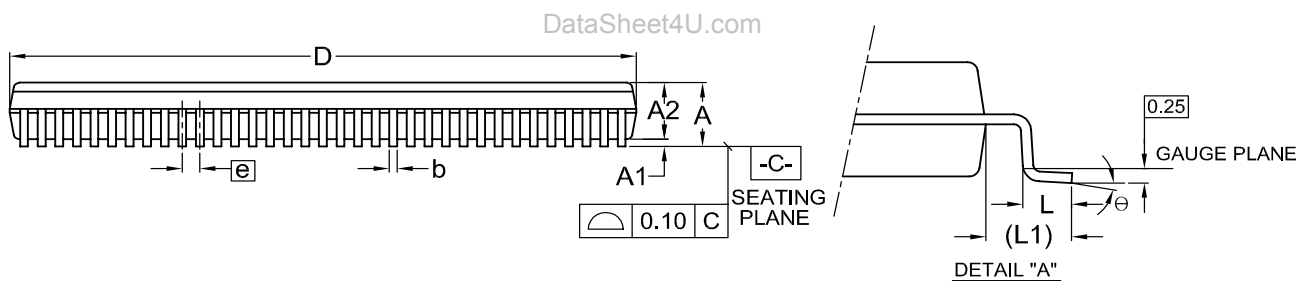 DataSheet4U.com
D
A2
A
e
b
A1
-C-
SEATING
PLANE
0.10 C
0.25
GAUGE PLANE
L
θ
(L1)
DETAIL "A"